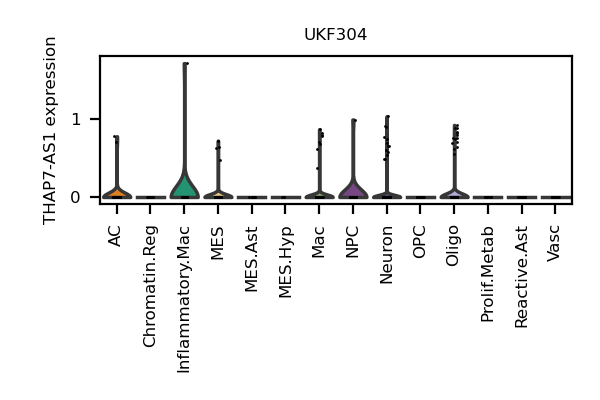 UKF304
THAP7-AS1 expression
1
0
AC
Chromatin.Reg
Inflammatory.Mac
MES
MES.Ast
MES.Hyp
Mac
NPC
Neuron
OPC
Oligo
Prolif.Metab
Reactive.Ast
Vasc